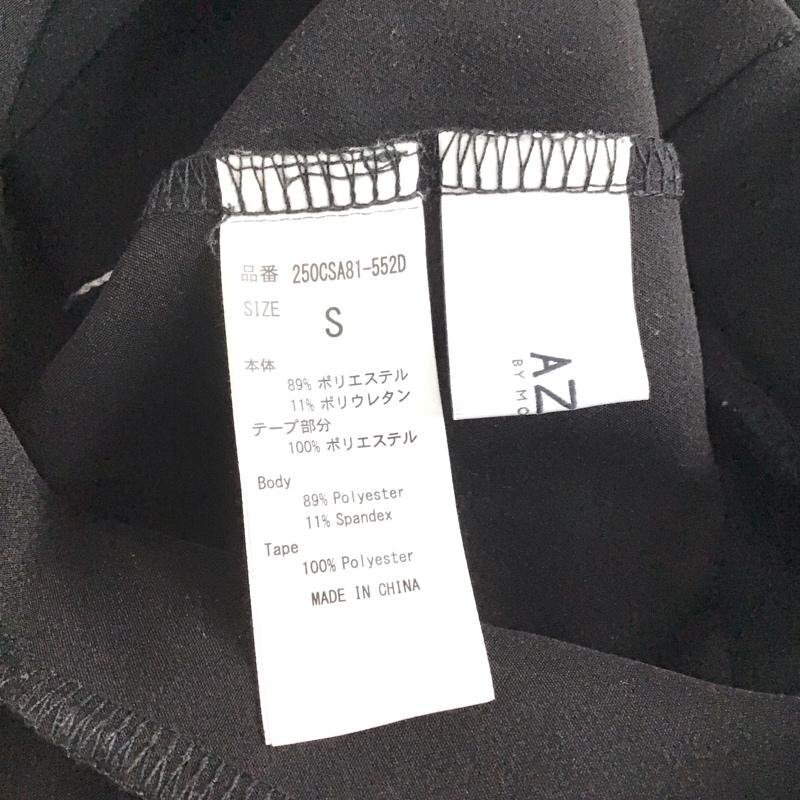 品番 250CSA81-552D
SIZE S
本体
89% ポリエステル
11% ポリウレタン
テープ部分
100% ポリエステル
Body
89% Polyester
11% Spandex
Tape
100% Polyester
MADE IN CHINA
AZ
BY MO